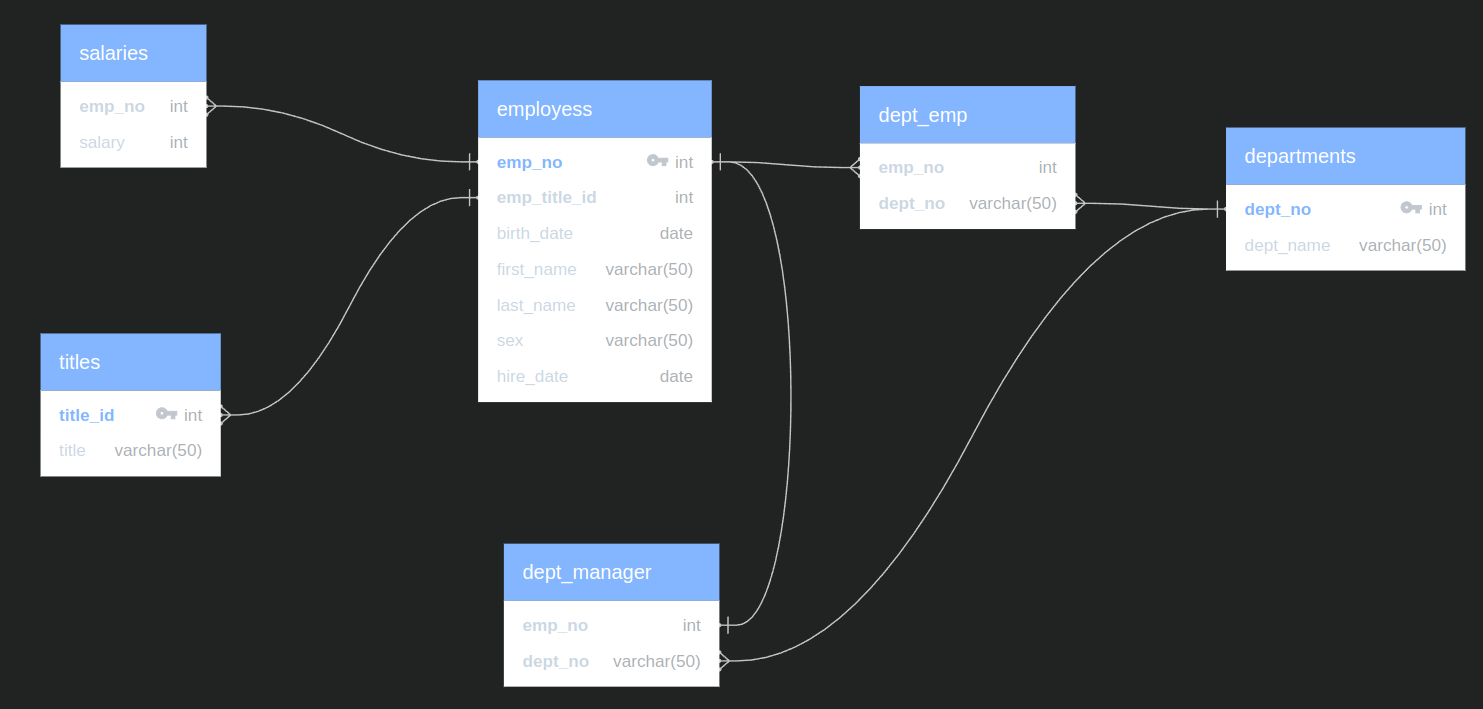 salaries
emp_no int
salary int
employess
emp_no int
emp_title_id int
birth_date date
first_name varchar(50)
last_name varchar(50)
sex varchar(50)
hire_date date
dept_emp
emp_no int
dept_no varchar(50)
departments
dept_no int
dept_name varchar(50)
titles
title_id int
title varchar(50)
dept_manager
emp_no int
dept_no varchar(50)